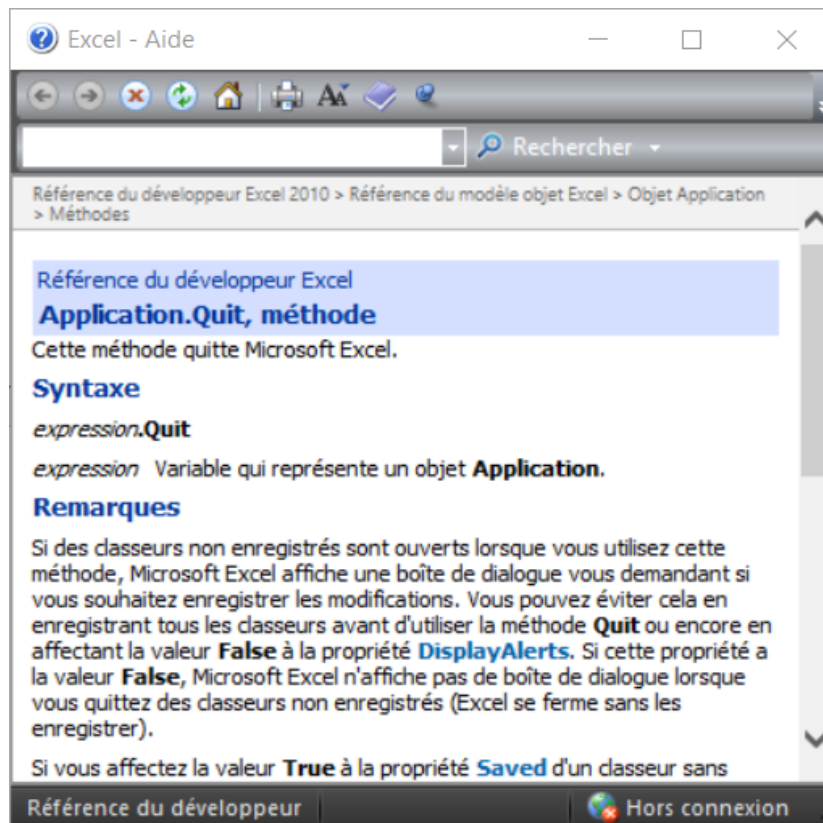 Excel - Aide
Rechercher
Référence du développeur Excel 2010 > Référence du modèle objet Excel > Objet Application
> Méthodes
Référence du développeur Excel
Application.Quit, méthode
Cette méthode quitte Microsoft Excel.
Syntaxe
expression.Quit
expression Variable qui représente un objet Application.
Remarques
Si des classeurs non enregistrés sont ouverts lorsque vous utilisez cette
méthode, Microsoft Excel affiche une boîte de dialogue vous demandant si
vous souhaitez enregistrer les modifications. Vous pouvez éviter cela en
enregistrant tous les classeurs avant d'utiliser la méthode Quit ou encore en
affectant la valeur False à la propriété DisplayAlerts. Si cette propriété a
la valeur False, Microsoft Excel n'affiche pas de boîte de dialogue lorsque
vous quittez des classeurs non enregistrés (Excel se ferme sans les
enregistrer).
Si vous affectez la valeur True à la propriété Saved d'un classeur sans
Référence du développeur
Hors connexion